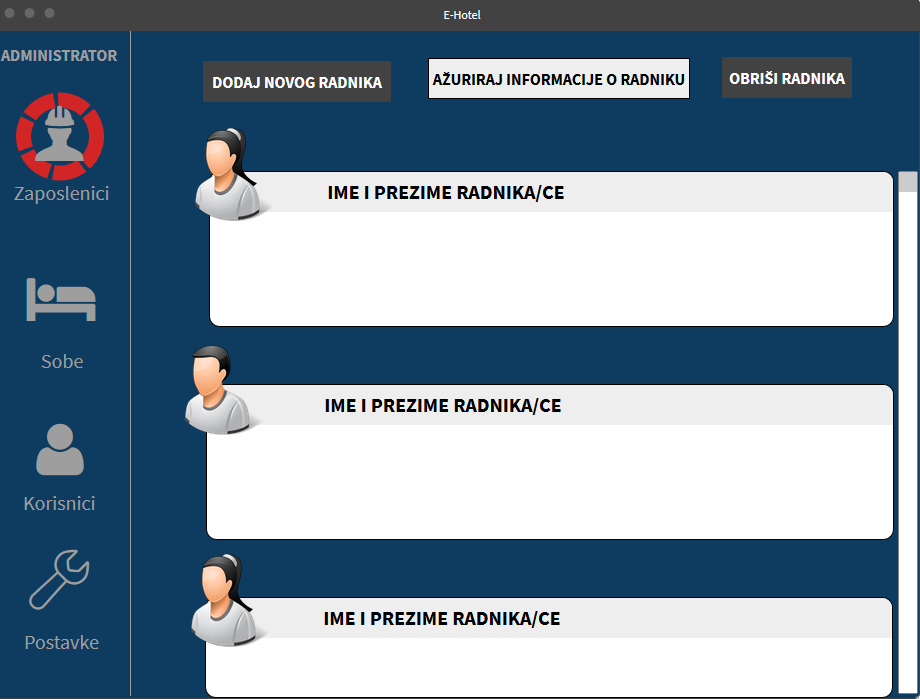 E-Hotel
ADMINISTRATOR
DODAJ NOVOG RADNIKA
AŽURIRAJ INFORMACIJE O RADNIKU
OBRIŠI RADNIKA
Zaposlenici
IME I PREZIME RADNIKA/CE
Sobe
IME I PREZIME RADNIKA/CE
Korisnici
IME I PREZIME RADNIKA/CE
Postavke